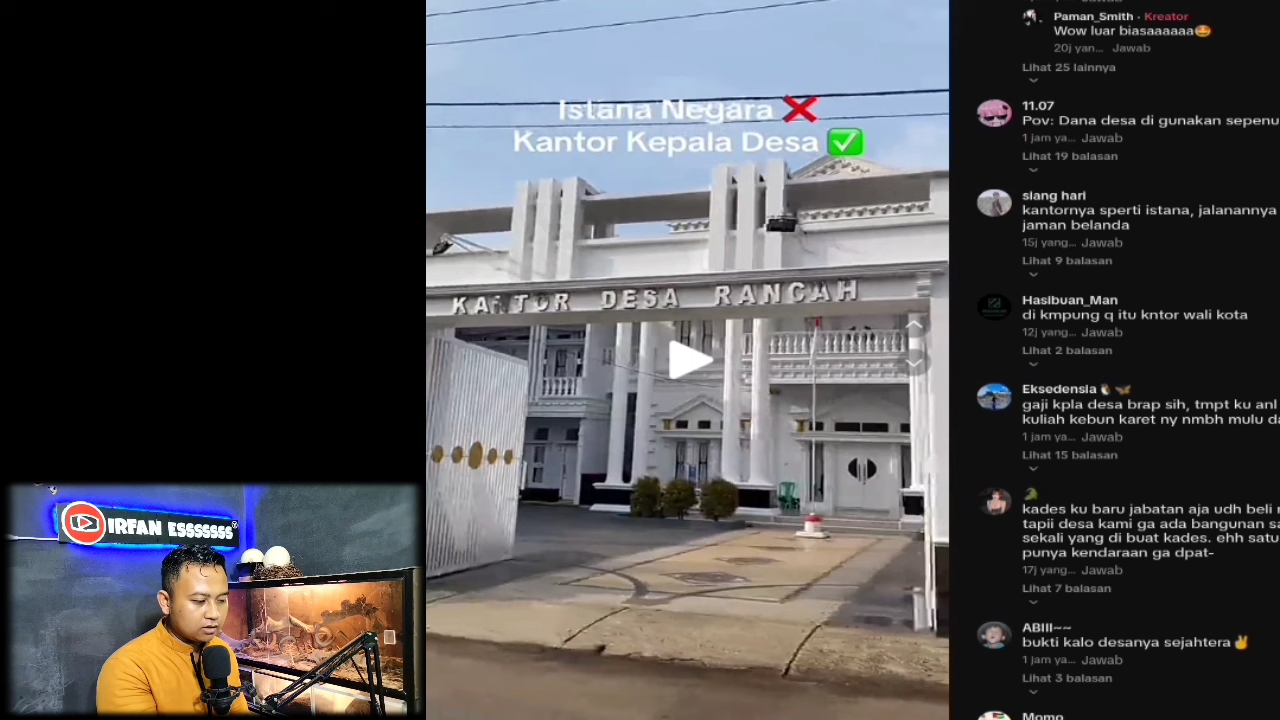 IRFAN ESSSSSSS
Istana Negara ❌
Kantor Kepala Desa ✅
KANTOR DESA RANCAH
Paman_Smith · Kreator
Wow luar biasaaaaaa🤩
20j yan... Jawab
Lihat 25 lainnya
11.07
Pov: Dana desa di gunakan sepenu
1 jam ya... Jawab
Lihat 19 balasan
siang hari
kantornya sperti istana, jalanannya
jaman belanda
15j yang... Jawab
Lihat 9 balasan
Hasibuan_Man
di kmpung q itu kntor wali kota
12j yang... Jawab
Lihat 2 balasan
Eksedensia🐧🦋
gaji kpla desa brap sih, tmpt ku anl
kuliah kebun karet ny nmbh mulu da
1 jam ya... Jawab
Lihat 15 balasan
🐊
kades ku baru jabatan aja udh beli
tapii desa kami ga ada bangunan sa
sekali yang di buat kades. ehh satu
punya kendaraan ga dpat-
17j yang... Jawab
Lihat 7 balasan
ABIII~~
bukti kalo desanya sejahtera✌️
1 jam ya... Jawab
Lihat 3 balasan
Momo